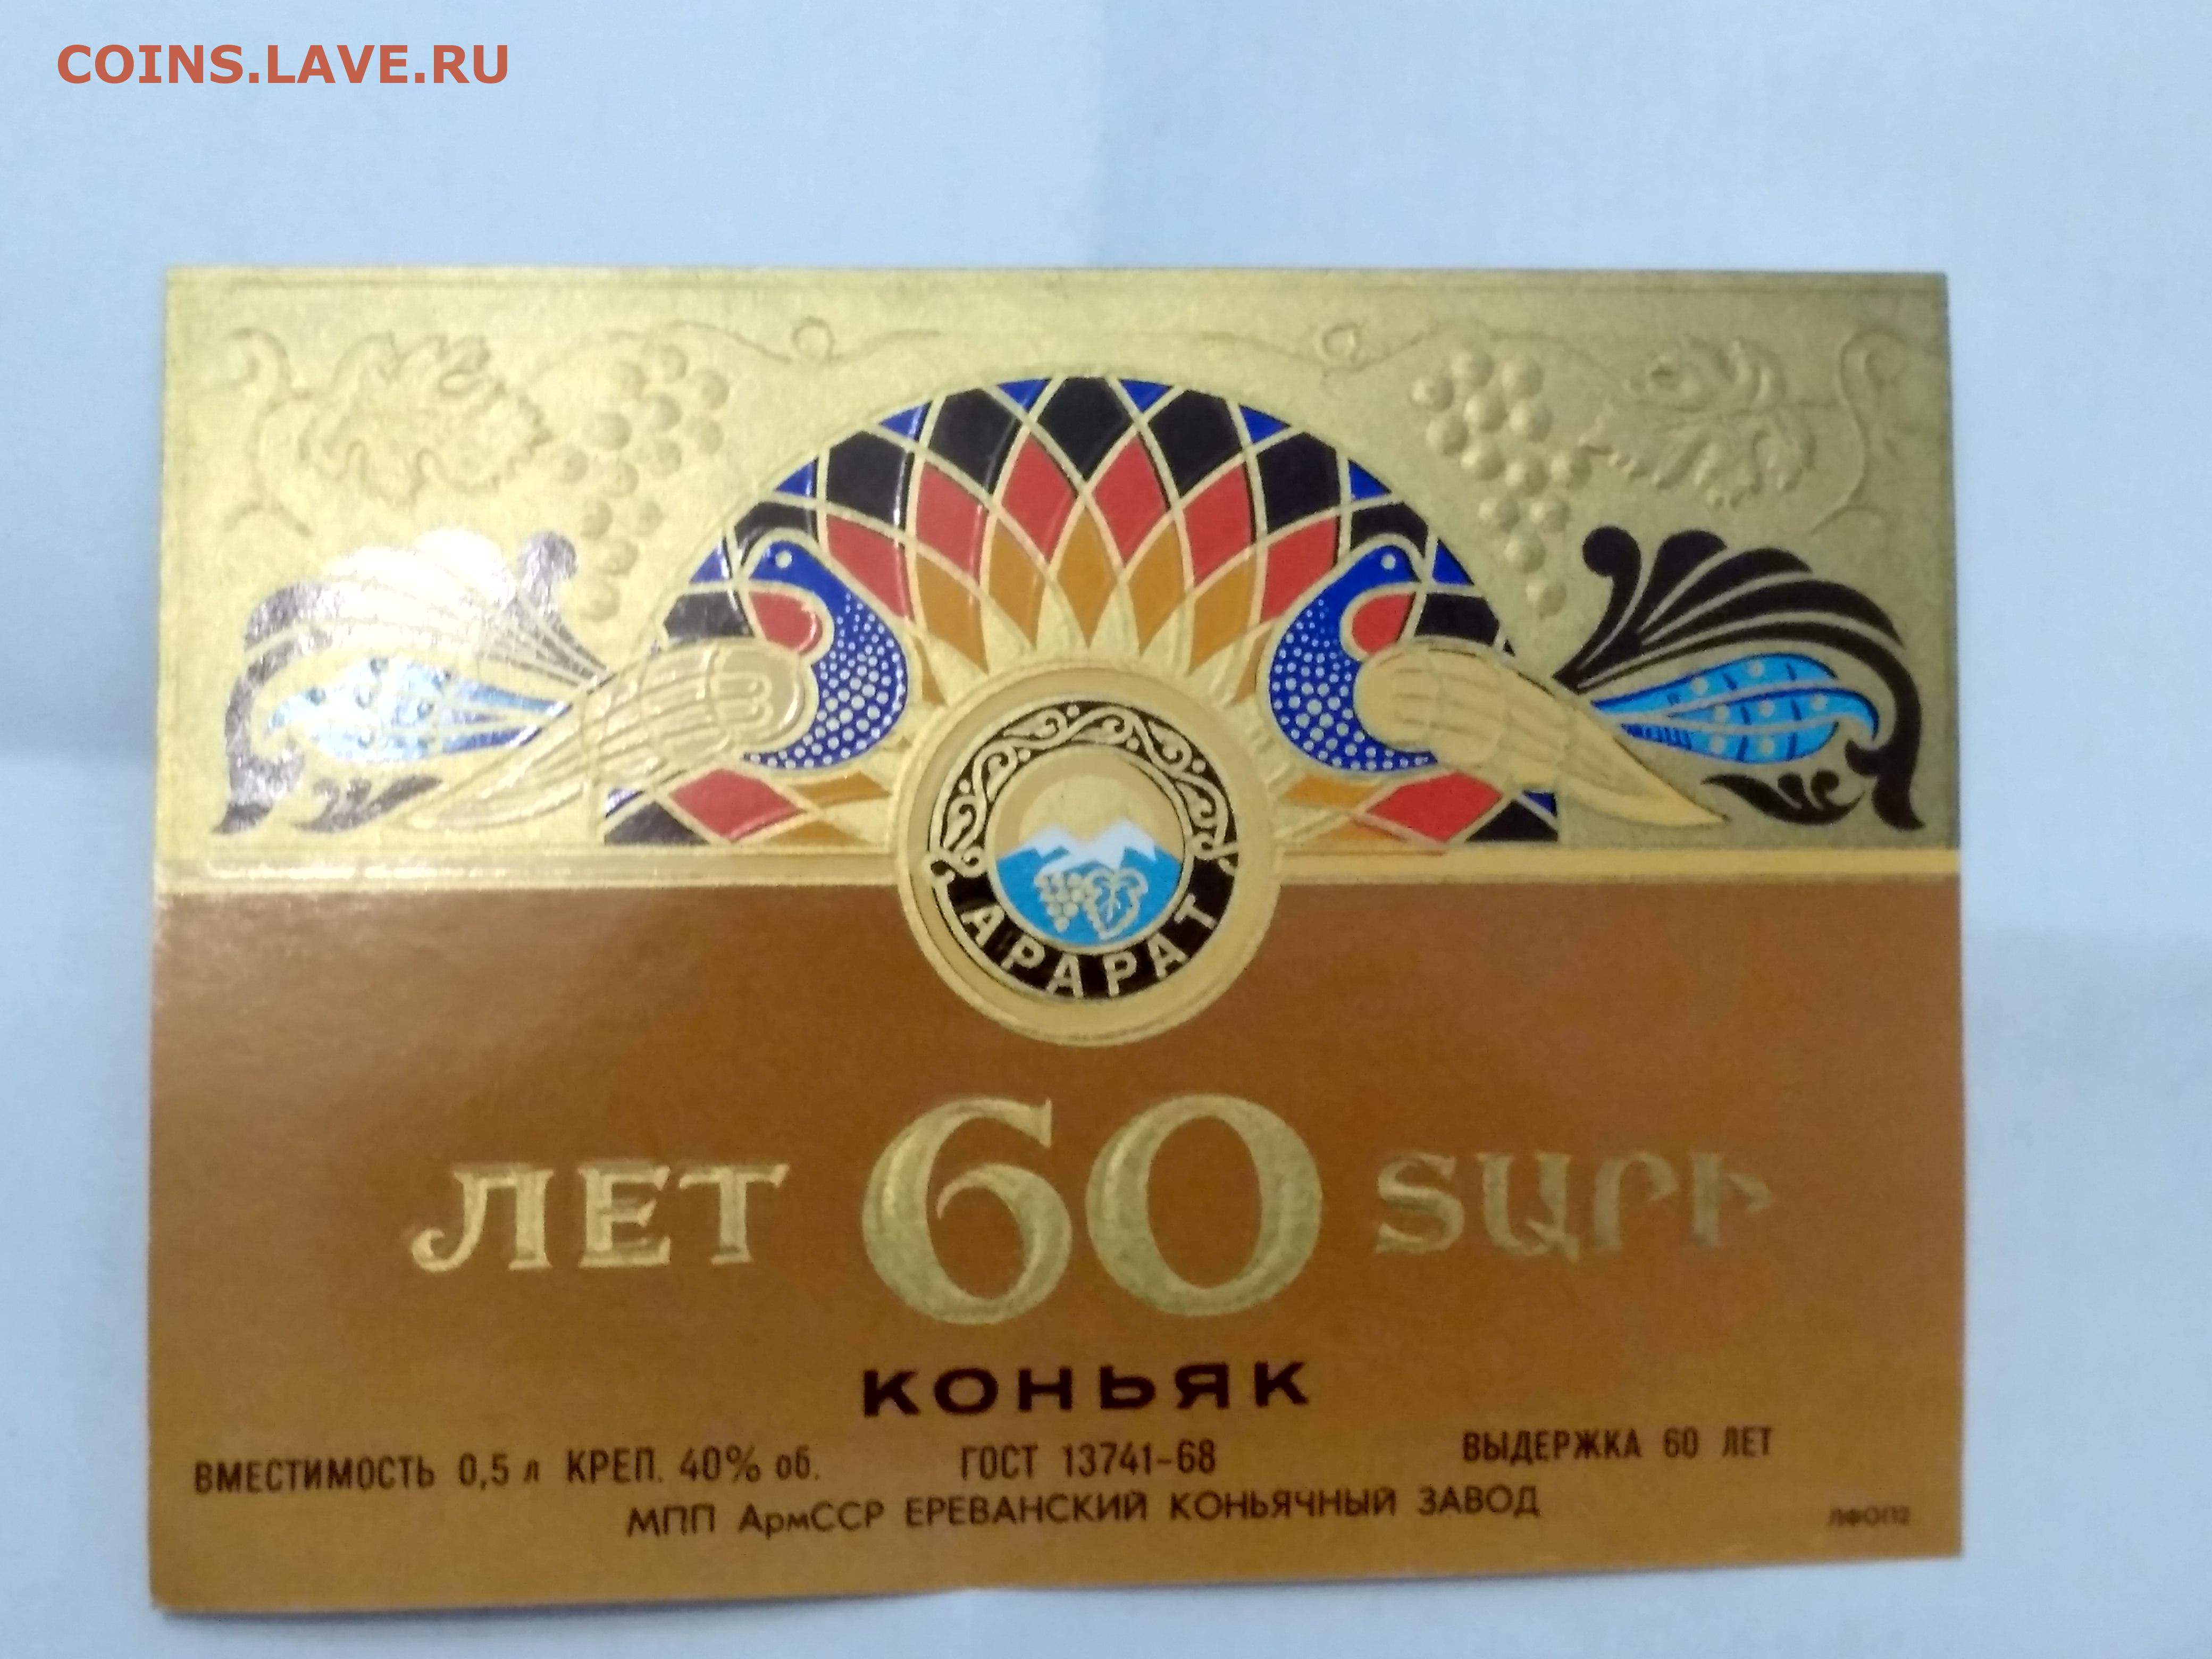 COINS.LAVE.RU
АРАРАТ
ЛЕТ 60 ՏԱՐԻ
КОНЬЯК
ВМЕСТИМОСТЬ 0,5 л КРЕП. 40% об. ГОСТ 13741-68 ВЫДЕРЖКА 60 ЛЕТ
МПП АрмССР ЕРЕВАНСКИЙ КОНЬЯЧНЫЙ ЗАВОД
ЛФОП2